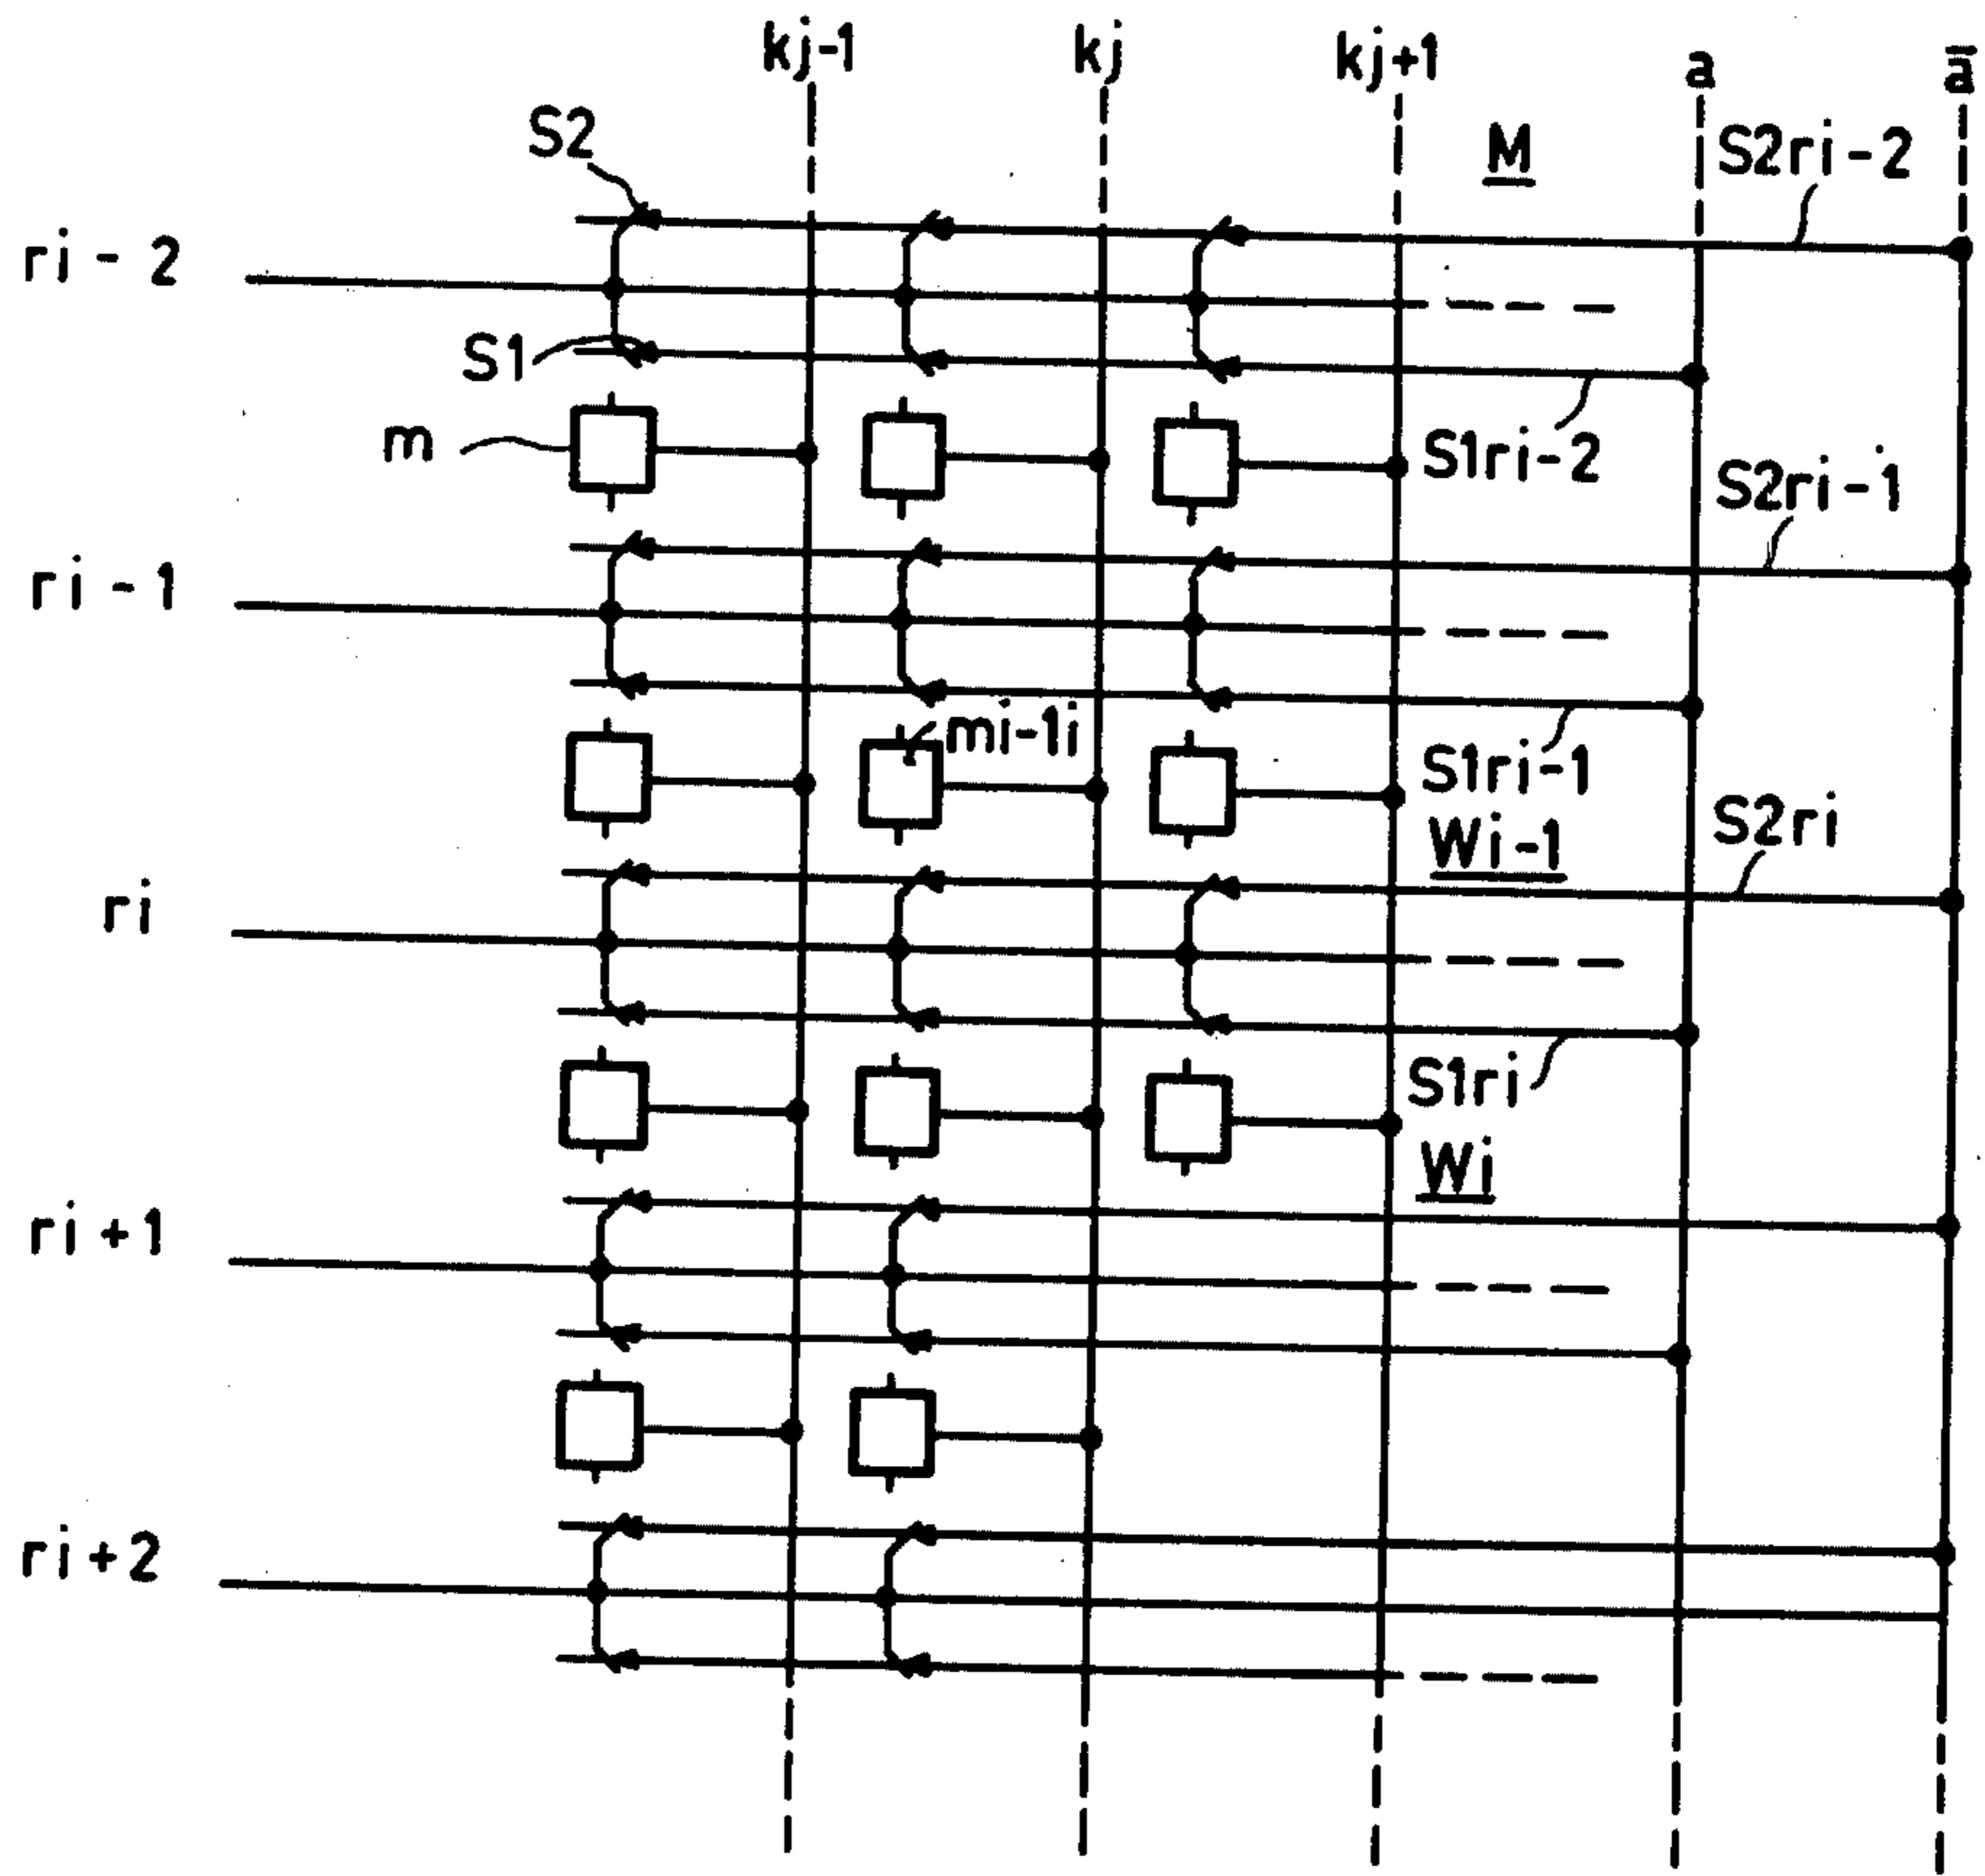 kj-1
kj
kj+1
a
a̅
S2
M
S2ri-2
ri-2
S1
m
S1ri-2
S2ri-1
ri-1
mi-1i
S1ri-1
Wi-1
S2ri
ri
S1ri
Wi
ri+1
ri+2